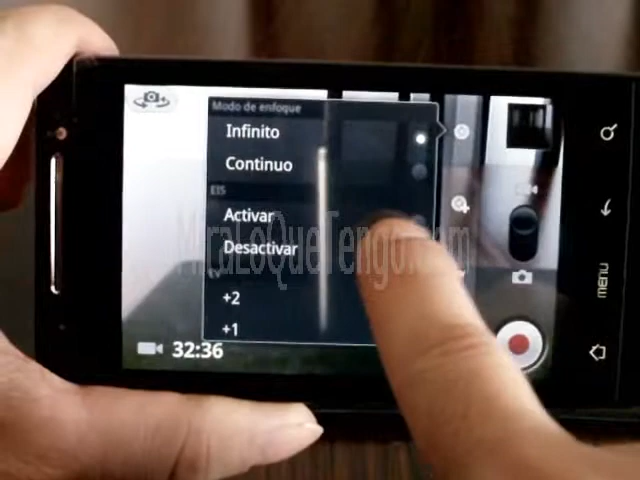 Modo de enfoque
Infinito
Continuo
EIS
Activar
Desactivar
MiraLoQueTengo.com
+2
+1
32:36
MENU